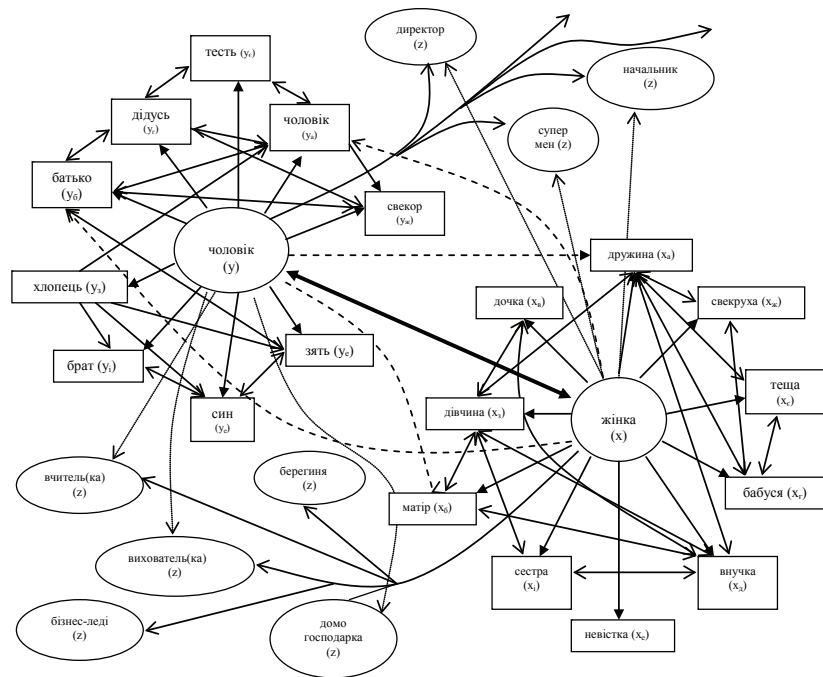 директор
(z)
тесть (yє)
начальник
(z)
дідусь
(yг)
чоловік
(yа)
супер
мен (z)
батько
(yб)
свекор
(yж)
чоловік
(y)
дружина
(xа)
хлопець (yз)
дочка
(xв)
свекруха (xж)
брат (yі)
зять (yе)
теща
(xє)
син
(yс)
дівчина (xз)
жінка
(x)
вчитель(ка)
(z)
берегиня
(z)
матір (xб)
бабуся (xг)
вихователь(ка)
(z)
сестра
(xі)
внучка
(xд)
бізнес-леді
(z)
домо
господарка
(z)
невістка (xе)